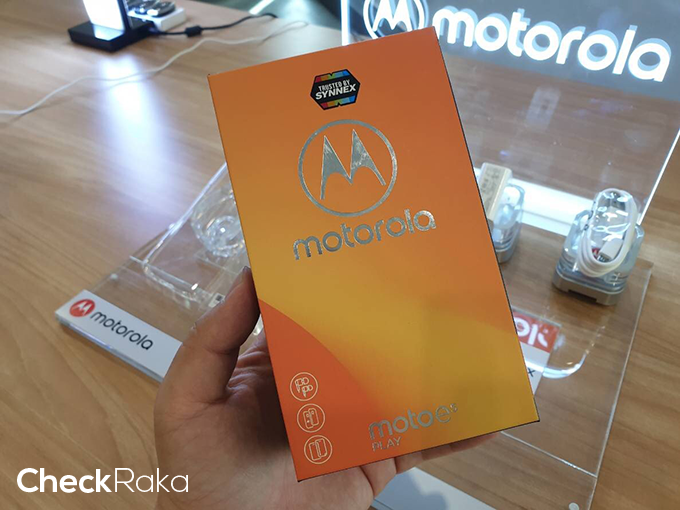 motorola
TRUSTED BY
SYNNEX
motorola
motorola
moto e5
PLAY
CheckRaka